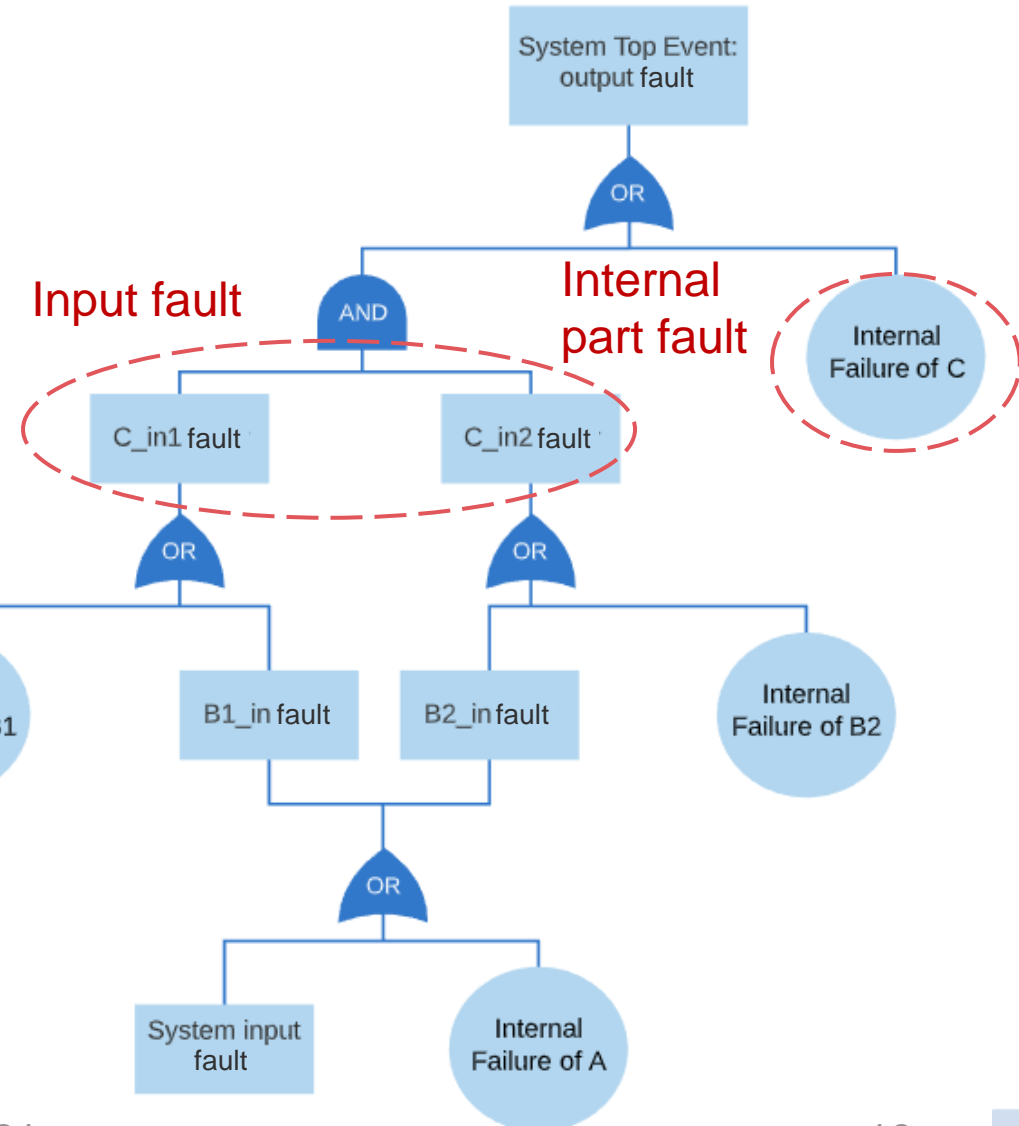 System Top Event:
output fault
OR
Input fault
AND
Internal
part fault
Internal
Failure of C
C_in1 fault
C_in2 fault
OR
OR
B1_in fault
B2_in fault
Internal
Failure of B2
OR
System input
fault
Internal
Failure of A